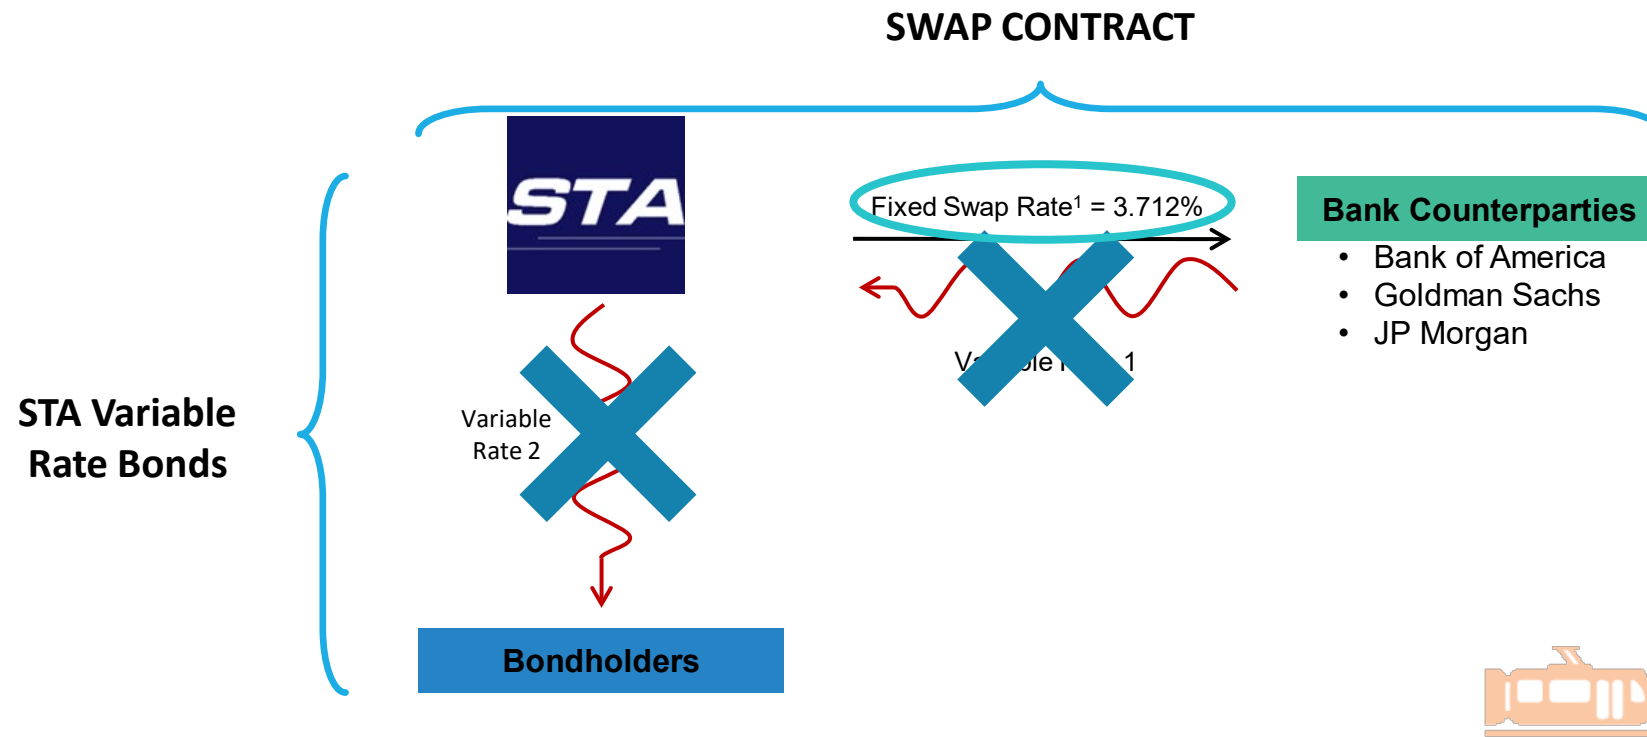 SWAP CONTRACT
STA
Fixed Swap Rate¹ = 3.712%
Bank Counterparties
• Bank of America
• Goldman Sachs
• JP Morgan
1
STA Variable
Rate Bonds
Variable
Rate 2
Bondholders